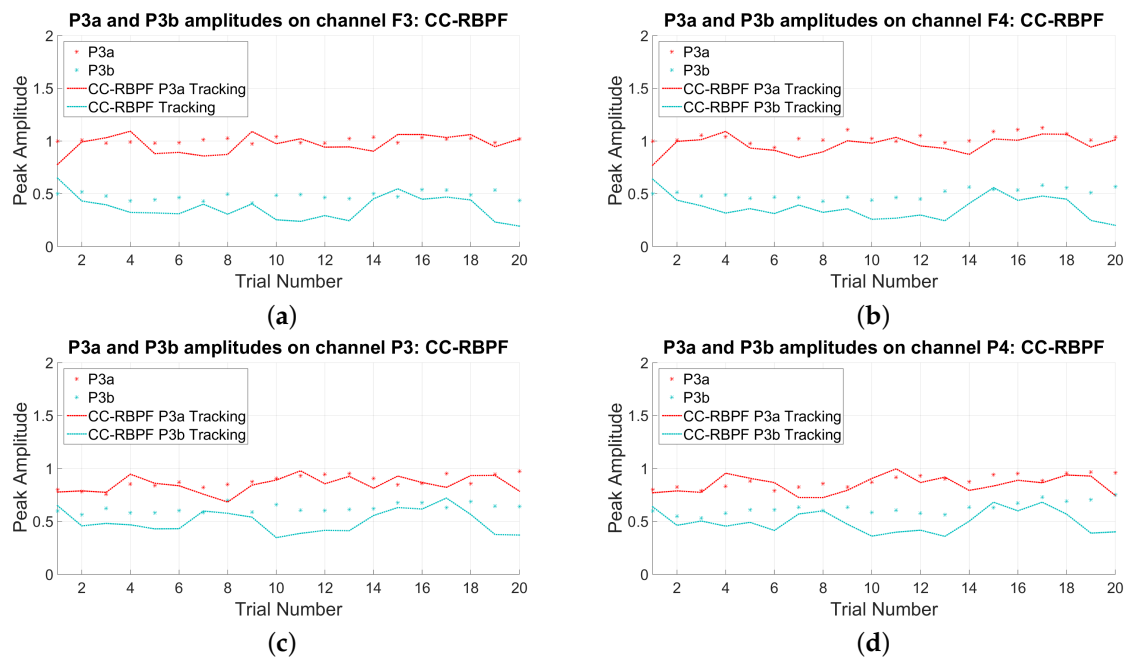 P3a and P3b amplitudes on channel F3: CC-RBPF
2
P3a
P3b
CC-RBPF P3a Tracking
CC-RBPF Tracking
1.5
1
0.5
0
Peak Amplitude
2 4 6 8 10 12 14 16 18 20
Trial Number
(a)
P3a and P3b amplitudes on channel F4: CC-RBPF
2
P3a
P3b
CC-RBPF P3a Tracking
CC-RBPF P3b Tracking
1.5
1
0.5
0
Peak Amplitude
2 4 6 8 10 12 14 16 18 20
Trial Number
(b)
P3a and P3b amplitudes on channel P3: CC-RBPF
2
P3a
P3b
CC-RBPF P3a Tracking
CC-RBPF P3b Tracking
1.5
1
0.5
0
Peak Amplitude
2 4 6 8 10 12 14 16 18 20
Trial Number
(c)
P3a and P3b amplitudes on channel P4: CC-RBPF
2
P3a
P3b
CC-RBPF P3a Tracking
CC-RBPF P3b Tracking
1.5
1
0.5
0
Peak Amplitude
2 4 6 8 10 12 14 16 18 20
Trial Number
(d)